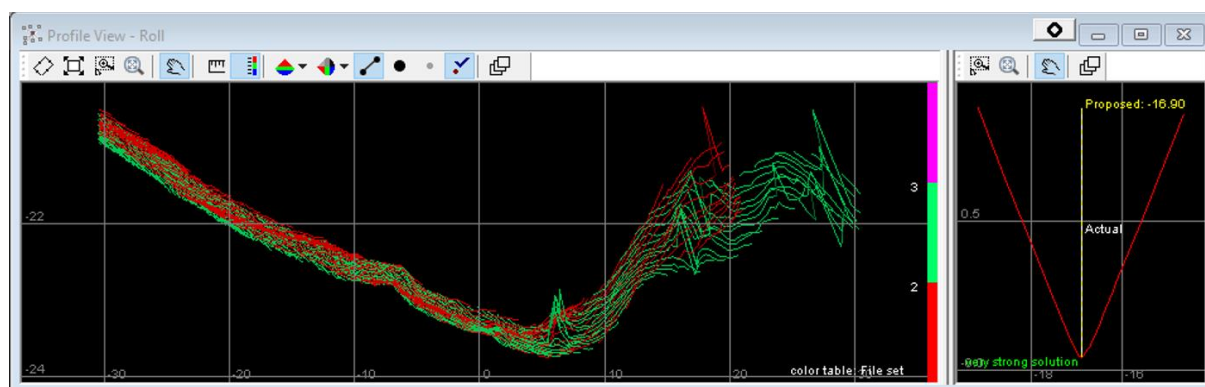 Profile View - Roll
Proposed: -16.90
3
-22
0.5
Actual
2
very strong solution
-24
-30
-20
-10
0
10
20
30
color table: File set
-18
-16